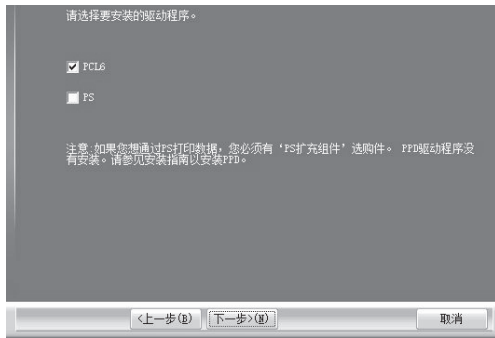 请选择要安装的驱动程序。
PCL6
PS
注意:如果您想通过PS打印数据，您必须有‘PS扩充组件’选购件。 PPD驱动程序没
有安装。请参见安装指南以安装PPD。
<上一步(B) 下一步>(N) 取消